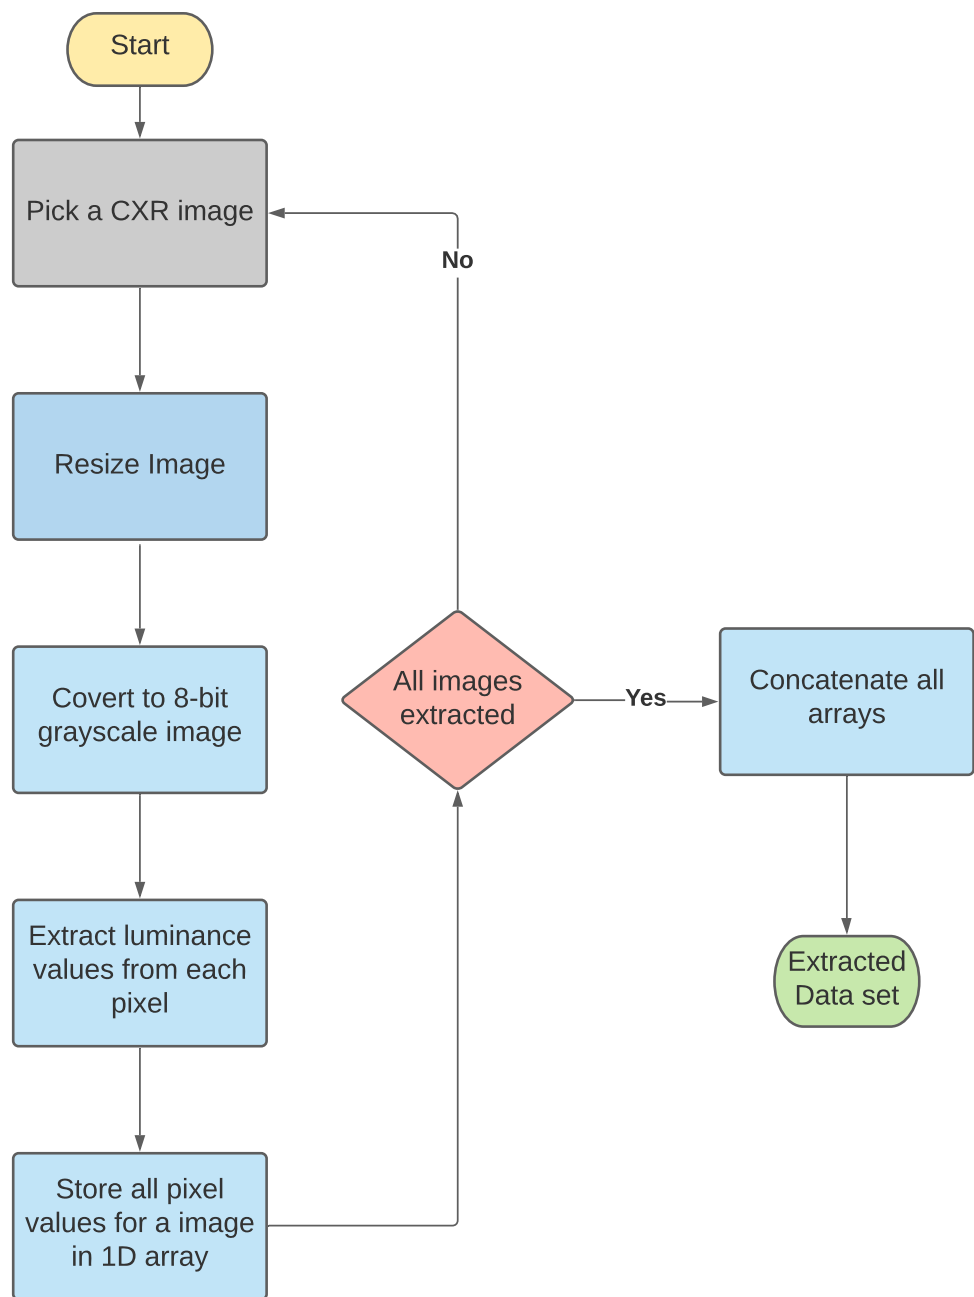 Start
Pick a CXR image
No
Resize Image
Covert to 8-bit
grayscale image
All images
extracted
Yes
Concatenate all
arrays
Extract luminance
values from each
pixel
Extracted
Data set
Store all pixel
values for a image
in 1D array